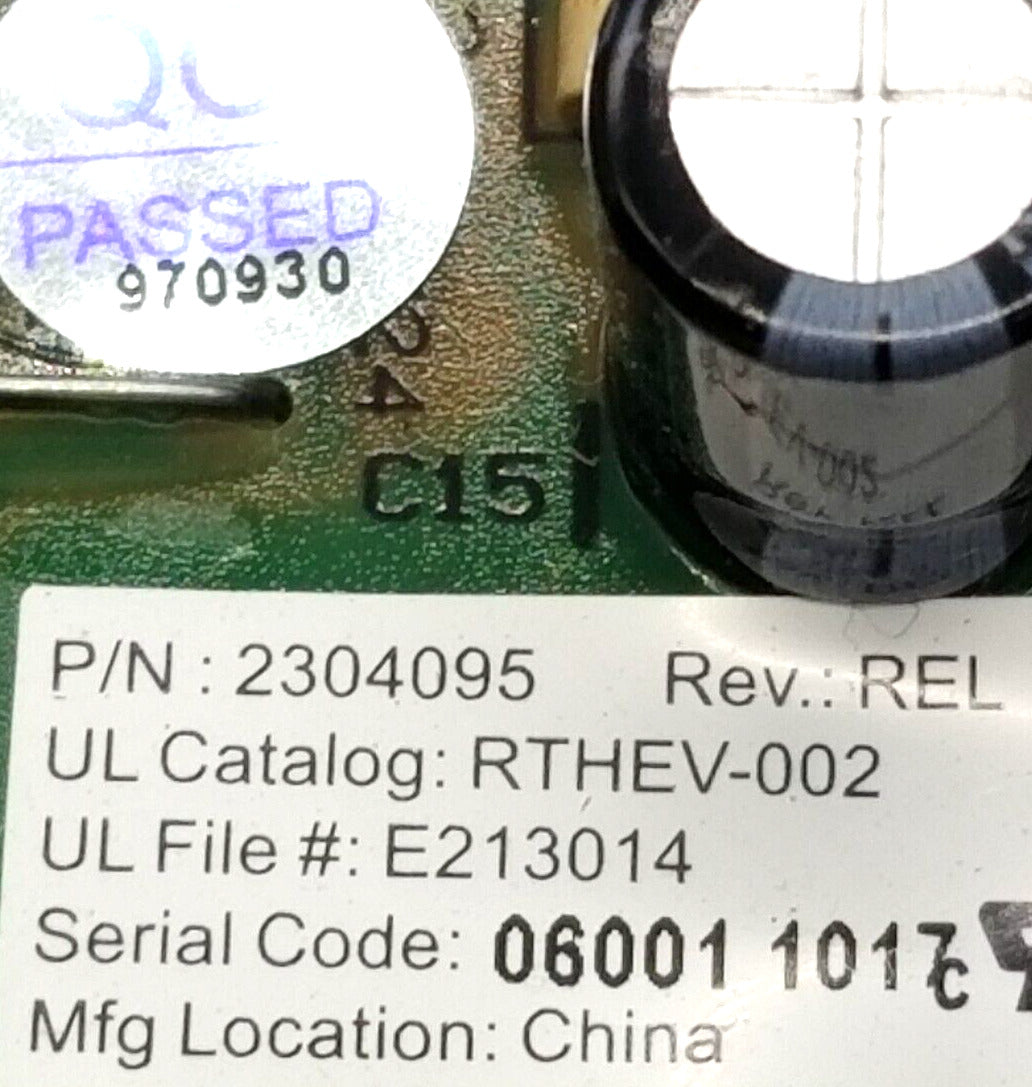 QC
PASSED
970930
C15
P/N : 2304095 Rev.: REL
UL Catalog: RTHEV-002
UL File #: E213014
Serial Code: 06001 1017C
Mfg Location: China